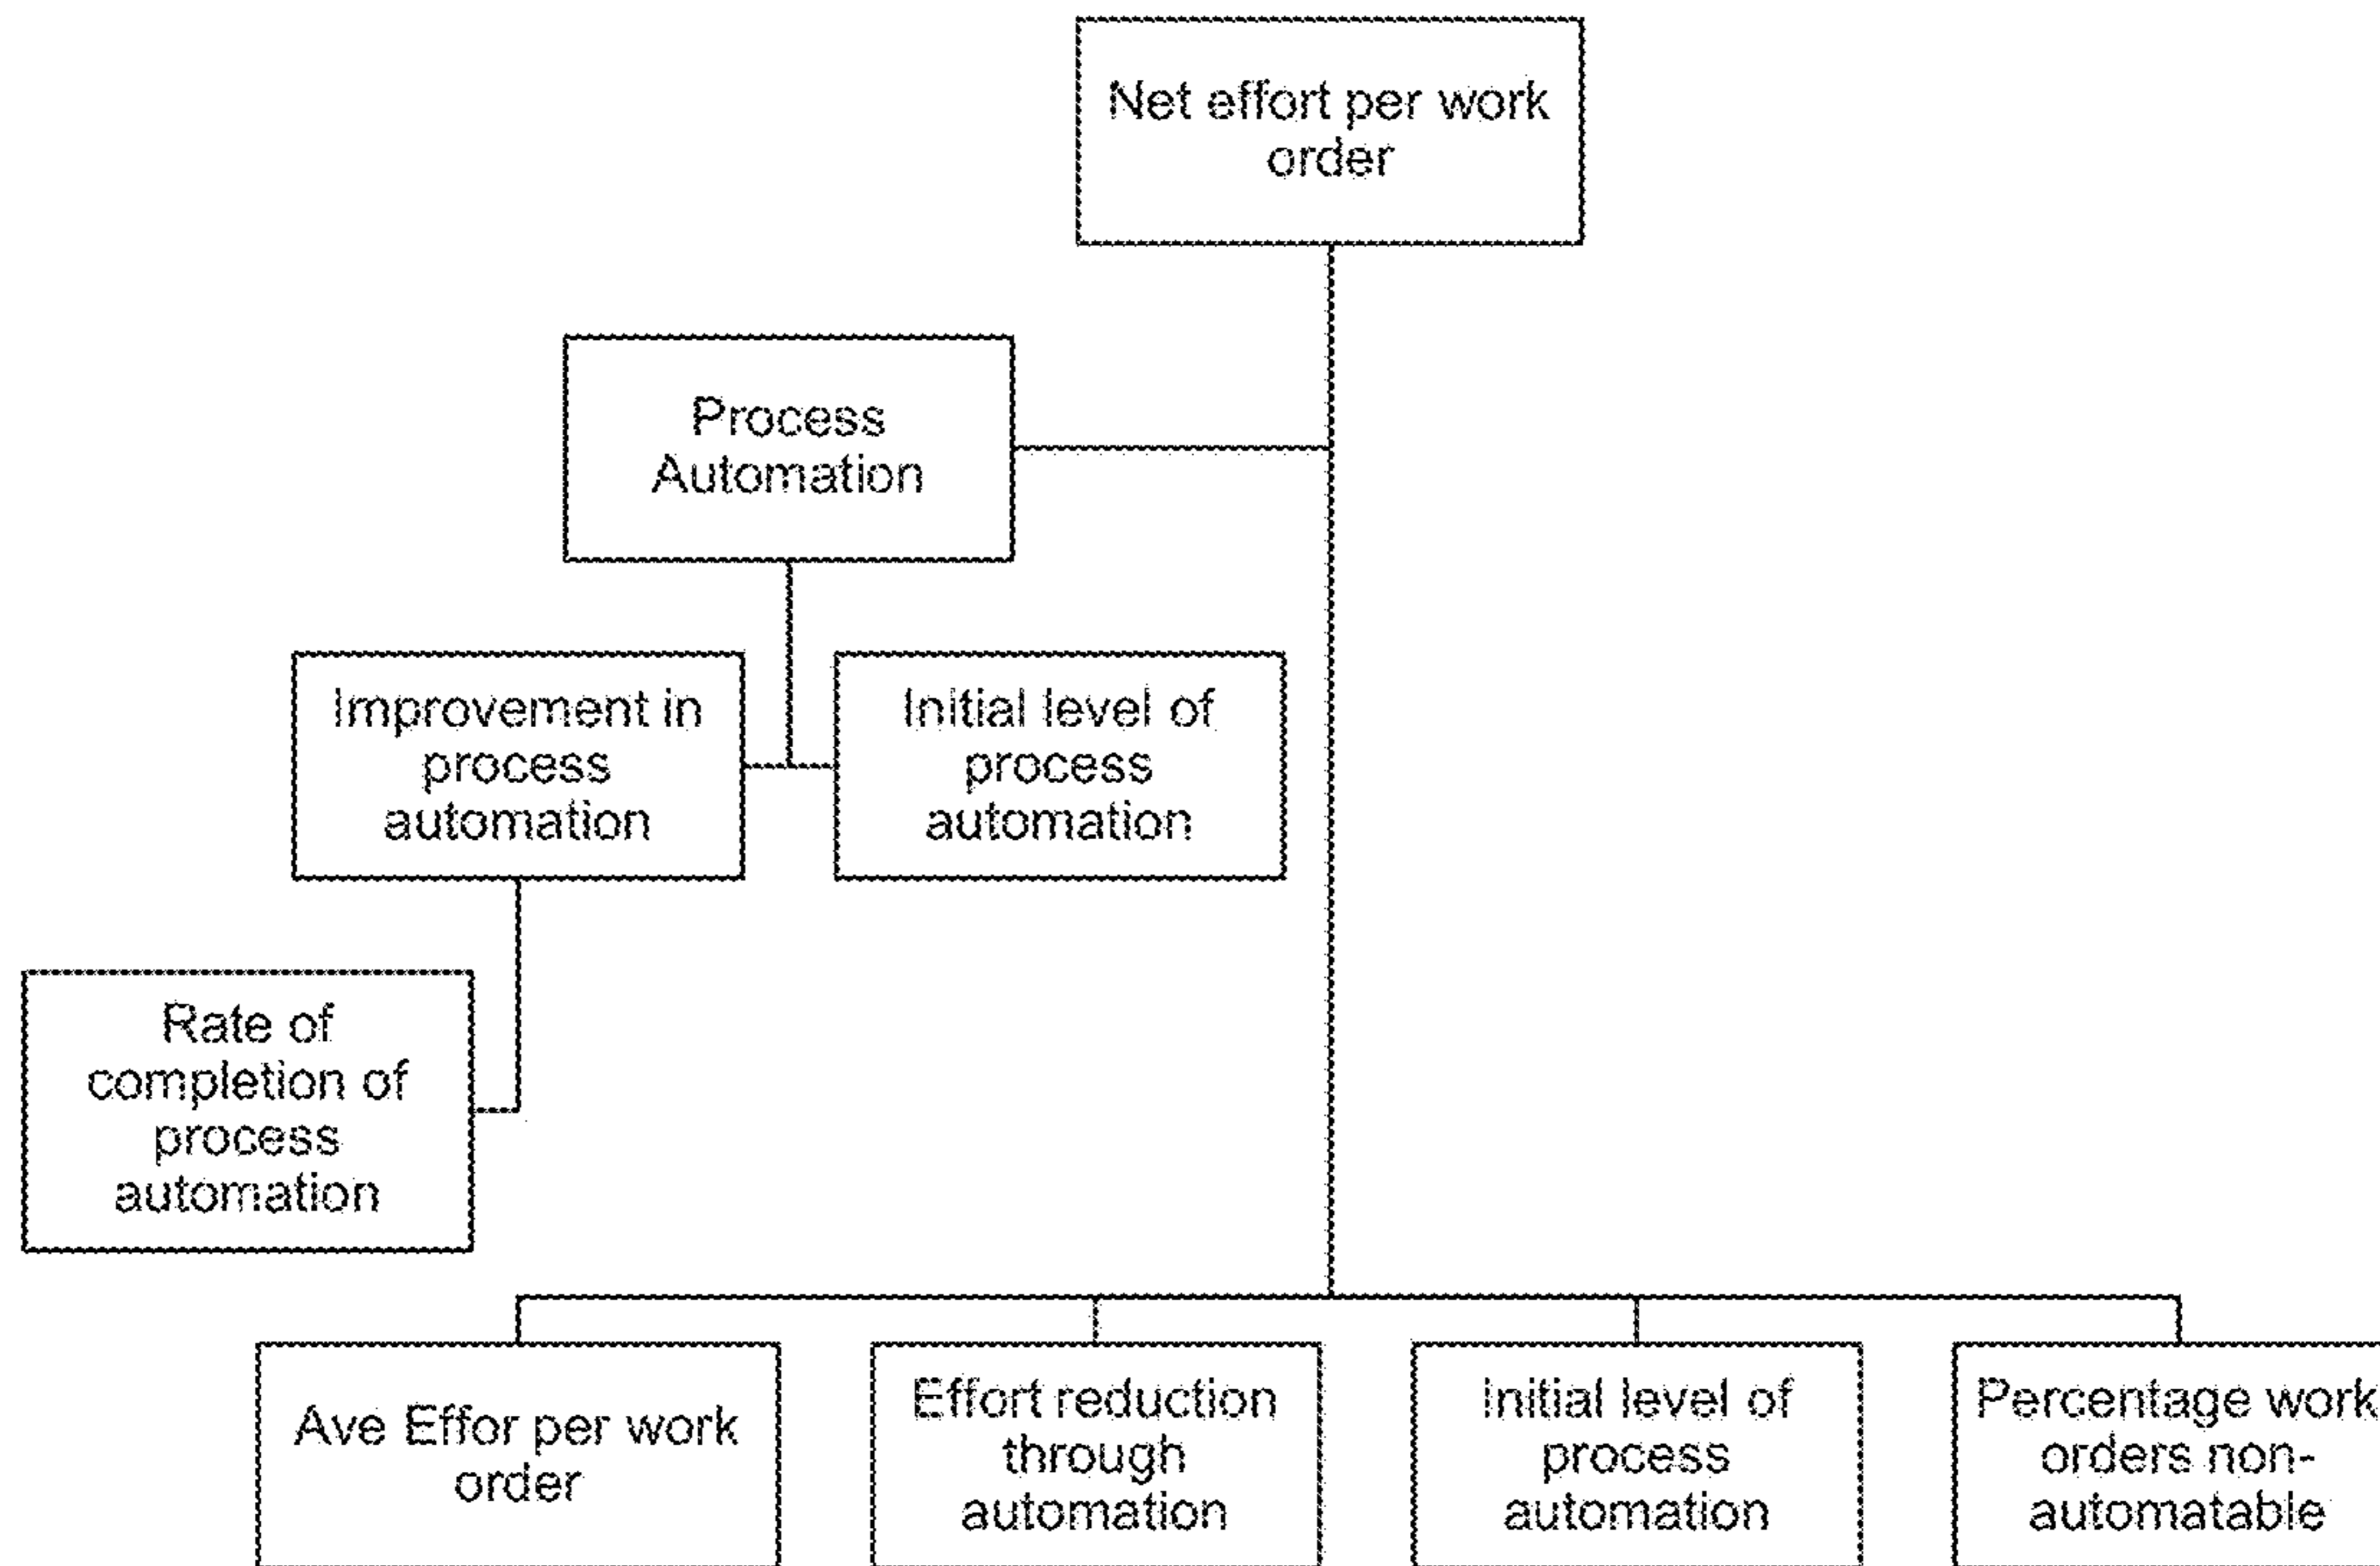 Net effort per work
order
Process
Automation
Improvement in
process
automation
Initial level of
process
automation
Rate of
completion of
process
automation
Ave Effor per work
order
Effort reduction
through
automation
Initial level of
process
automation
Percentage work
orders non-
automatable